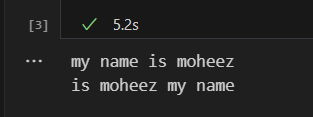 [3] 5.2s
... my name is moheez
is moheez my name